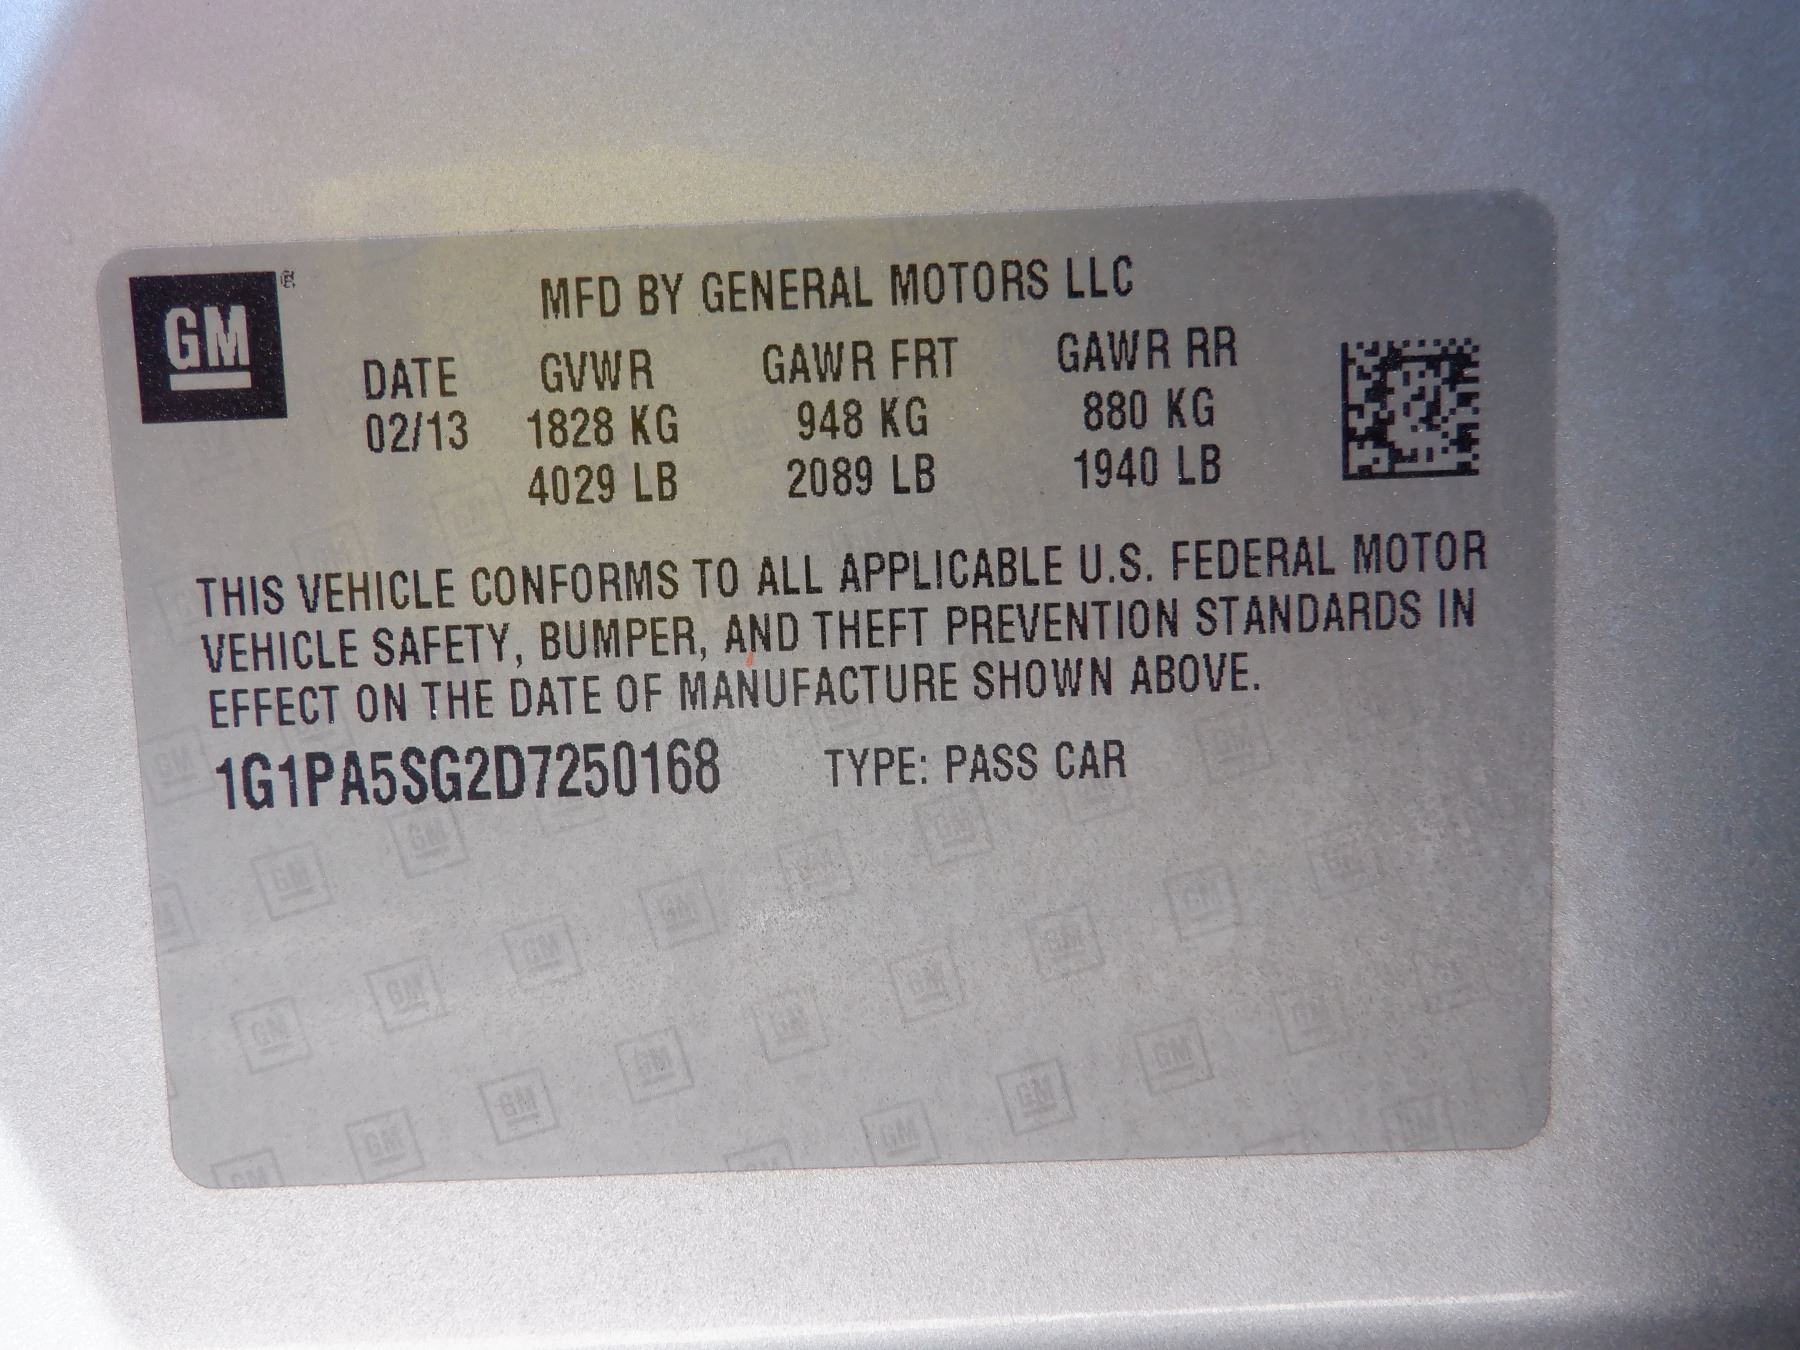 GM®
MFD BY GENERAL MOTORS LLC
DATE GVWR GAWR FRT GAWR RR
02/13 1828 KG 948 KG 880 KG
4029 LB 2089 LB 1940 LB
THIS VEHICLE CONFORMS TO ALL APPLICABLE U.S. FEDERAL MOTOR
VEHICLE SAFETY, BUMPER, AND THEFT PREVENTION STANDARDS IN
EFFECT ON THE DATE OF MANUFACTURE SHOWN ABOVE.
1G1PA5SG2D7250168 TYPE: PASS CAR